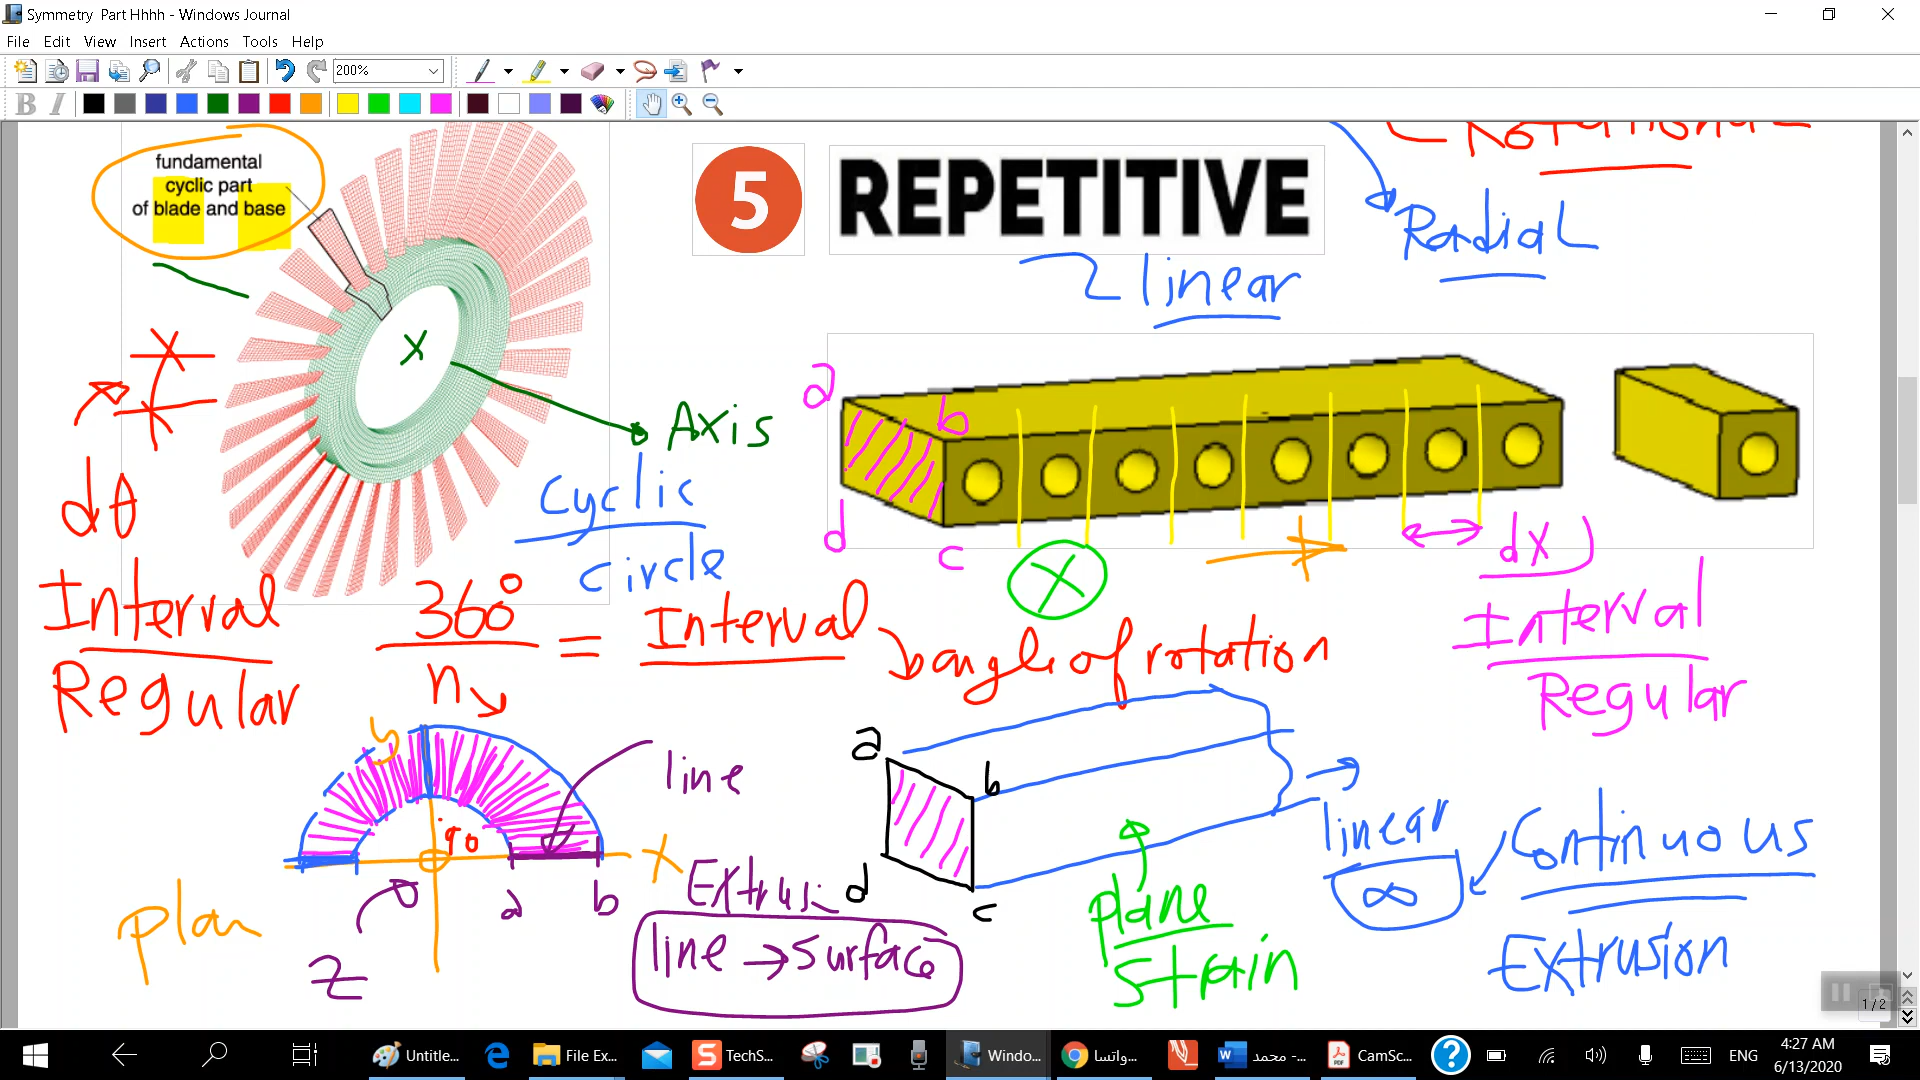 Symmetry Part Hhhh - Windows Journal
File Edit View Insert Actions Tools Help
200%
B I
fundamental
cyclic part
of blade and base
5
REPETITIVE
Radial
linear
X
Axis
dθ
Cyclic
circle
a
b
d
c
X
dx
Interval
Regular
360°
n
= Interval
angle of rotation
Interval
Regular
y
90
x
line
a
b
z
plan
Extrusi
line → surface
a
b
d
c
plane
strain
linear
∞
Continuous
Extrusion
1 / 2
Untitle...
File Ex...
TechS...
Windo...
واتسا...
محمد -...
CamSc...
ENG
4:27 AM
6/13/2020